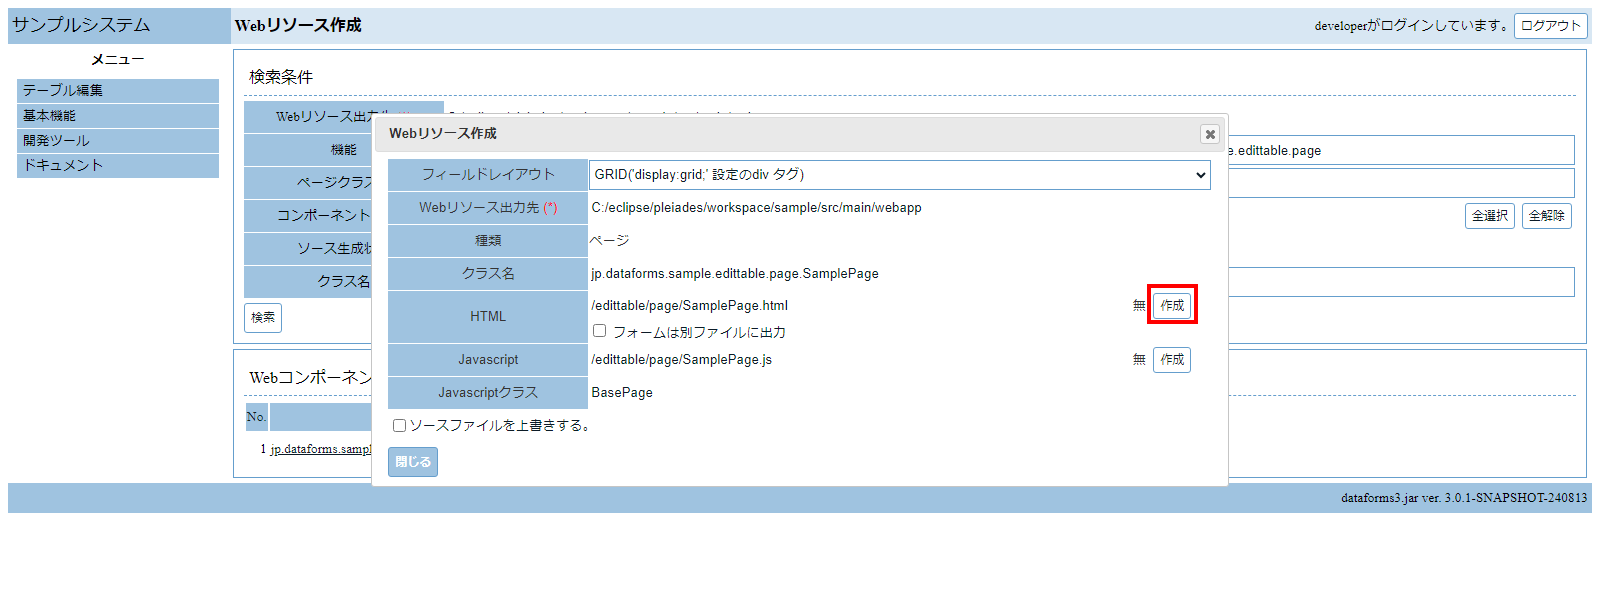 サンプルシステム
Webリソース作成
developerがログインしています。 ログアウト
メニュー
テーブル編集
基本機能
開発ツール
ドキュメント
検索条件
Webリソース出力先
機能
e.edittable.page
ページクラス
コンポーネント
全選択 全解除
ソース生成状
クラス名
検索
Webコンポーネン
No.
1 jp.dataforms.sampl
Webリソース作成
フィールドレイアウト GRID('display:grid;' 設定のdiv タグ)
Webリソース出力先 (*) C:/eclipse/pleiades/workspace/sample/src/main/webapp
種類 ページ
クラス名 jp.dataforms.sample.edittable.page.SamplePage
HTML /edittable/page/SamplePage.html 無 作成
フォームは別ファイルに出力
Javascript /edittable/page/SamplePage.js 無 作成
Javascriptクラス BasePage
ソースファイルを上書きする。
閉じる
dataforms3.jar ver. 3.0.1-SNAPSHOT-240813